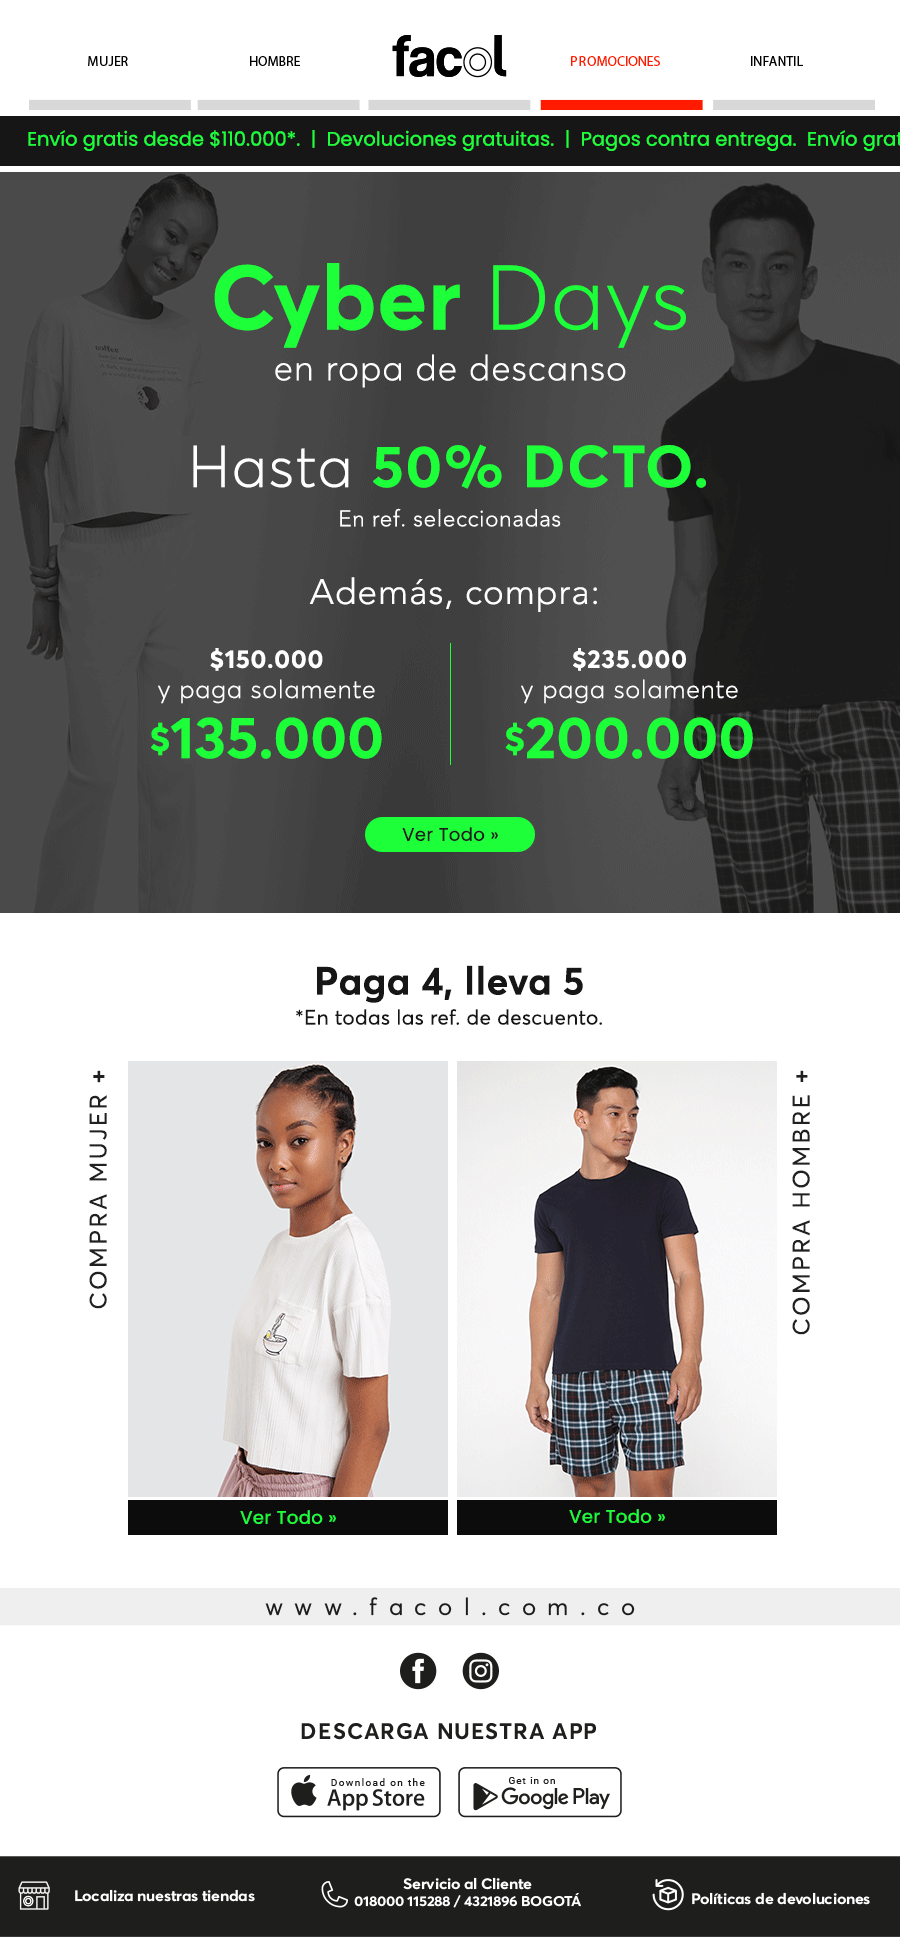 MUJER
HOMBRE
facol
PROMOCIONES
INFANTIL
Envío gratis desde $110.000*. | Devoluciones gratuitas. | Pagos contra entrega. Envío grat
Cyber Days
en ropa de descanso
Hasta 50% DCTO.
En ref. seleccionadas
Además, compra:
$150.000
y paga solamente
$135.000
$235.000
y paga solamente
$200.000
Ver Todo »
Paga 4, lleva 5
*En todas las ref. de descuento.
COMPRA MUJER +
COMPRA HOMBRE +
Ver Todo »
Ver Todo »
www.facol.com.co
DESCARGA NUESTRA APP
Download on the
App Store
Get in on
Google Play
Localiza nuestras tiendas
Servicio al Cliente
018000 115288 / 4321896 BOGOTÁ
Políticas de devoluciones